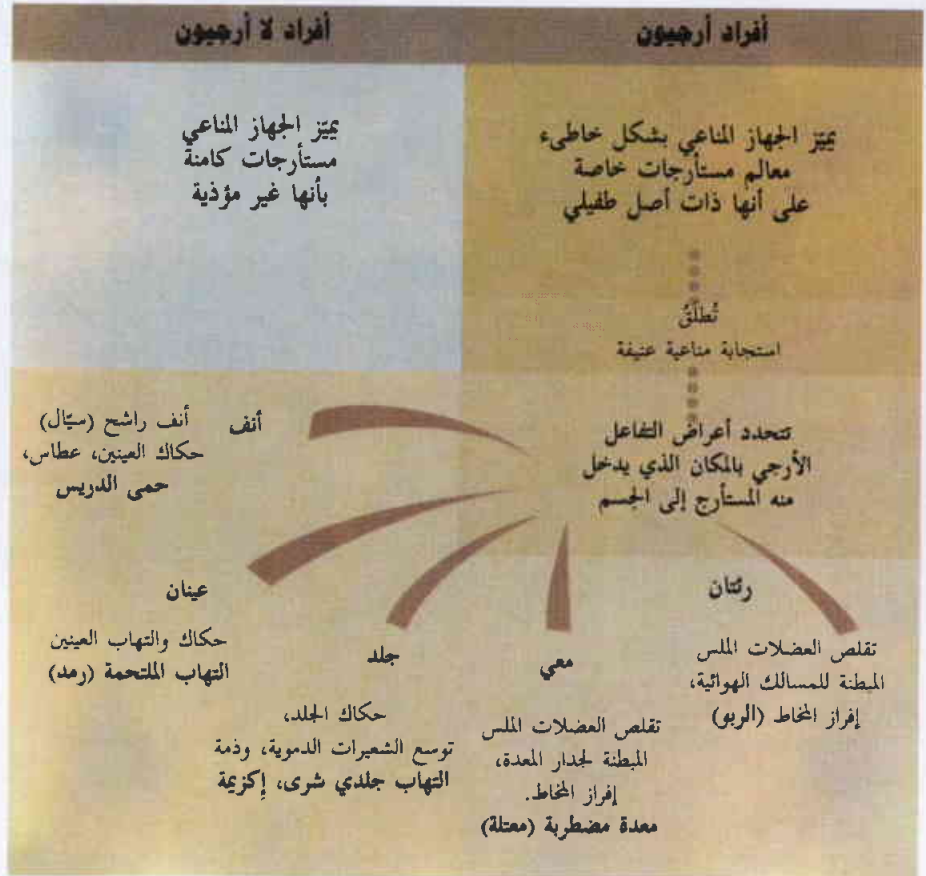 أفراد أرجيون
أفراد لا أرجيون
يميّز الجهاز المناعي بشكل خاطىء
معالم مستأرجات خاصة
على أنها ذات أصل طفيلي
يميّز الجهاز المناعي
مستأرجات كامنة
بأنها غير مؤذية
تُطلَقُ
استجابة مناعية عنيفة
تتحدد أعراض التفاعل
الأرجي بالمكان الذي يدخل
منه المستأرج إلى الجسم
أنف
أنف راشح (سيّال)
حكاك العينين، عطاس،
حمى الدريس
رئتان
تقلص العضلات الملس
المبطنة للمسالك الهوائية،
إفراز المخاط (الربو)
معي
تقلص العضلات الملس
المبطنة لجدار المعدة،
إفراز المخاط.
معدة مضطربة (معتلة)
جلد
حكاك الجلد،
توسع الشعيرات الدموية، وذمة
التهاب جلدي شرى، إكزيمة
عينان
حكاك والتهاب العينين
التهاب الملتحمة (رمد)